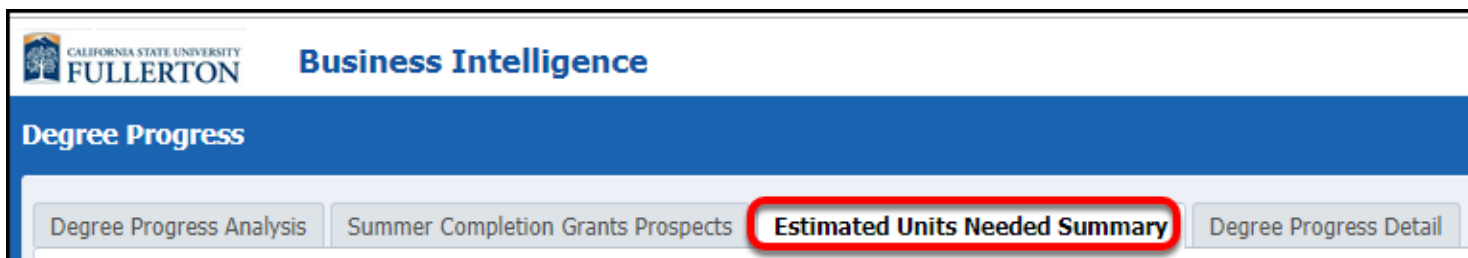 CALIFORNIA STATE UNIVERSITY
FULLERTON
Business Intelligence
Degree Progress
Degree Progress Analysis Summer Completion Grants Prospects Estimated Units Needed Summary Degree Progress Detail